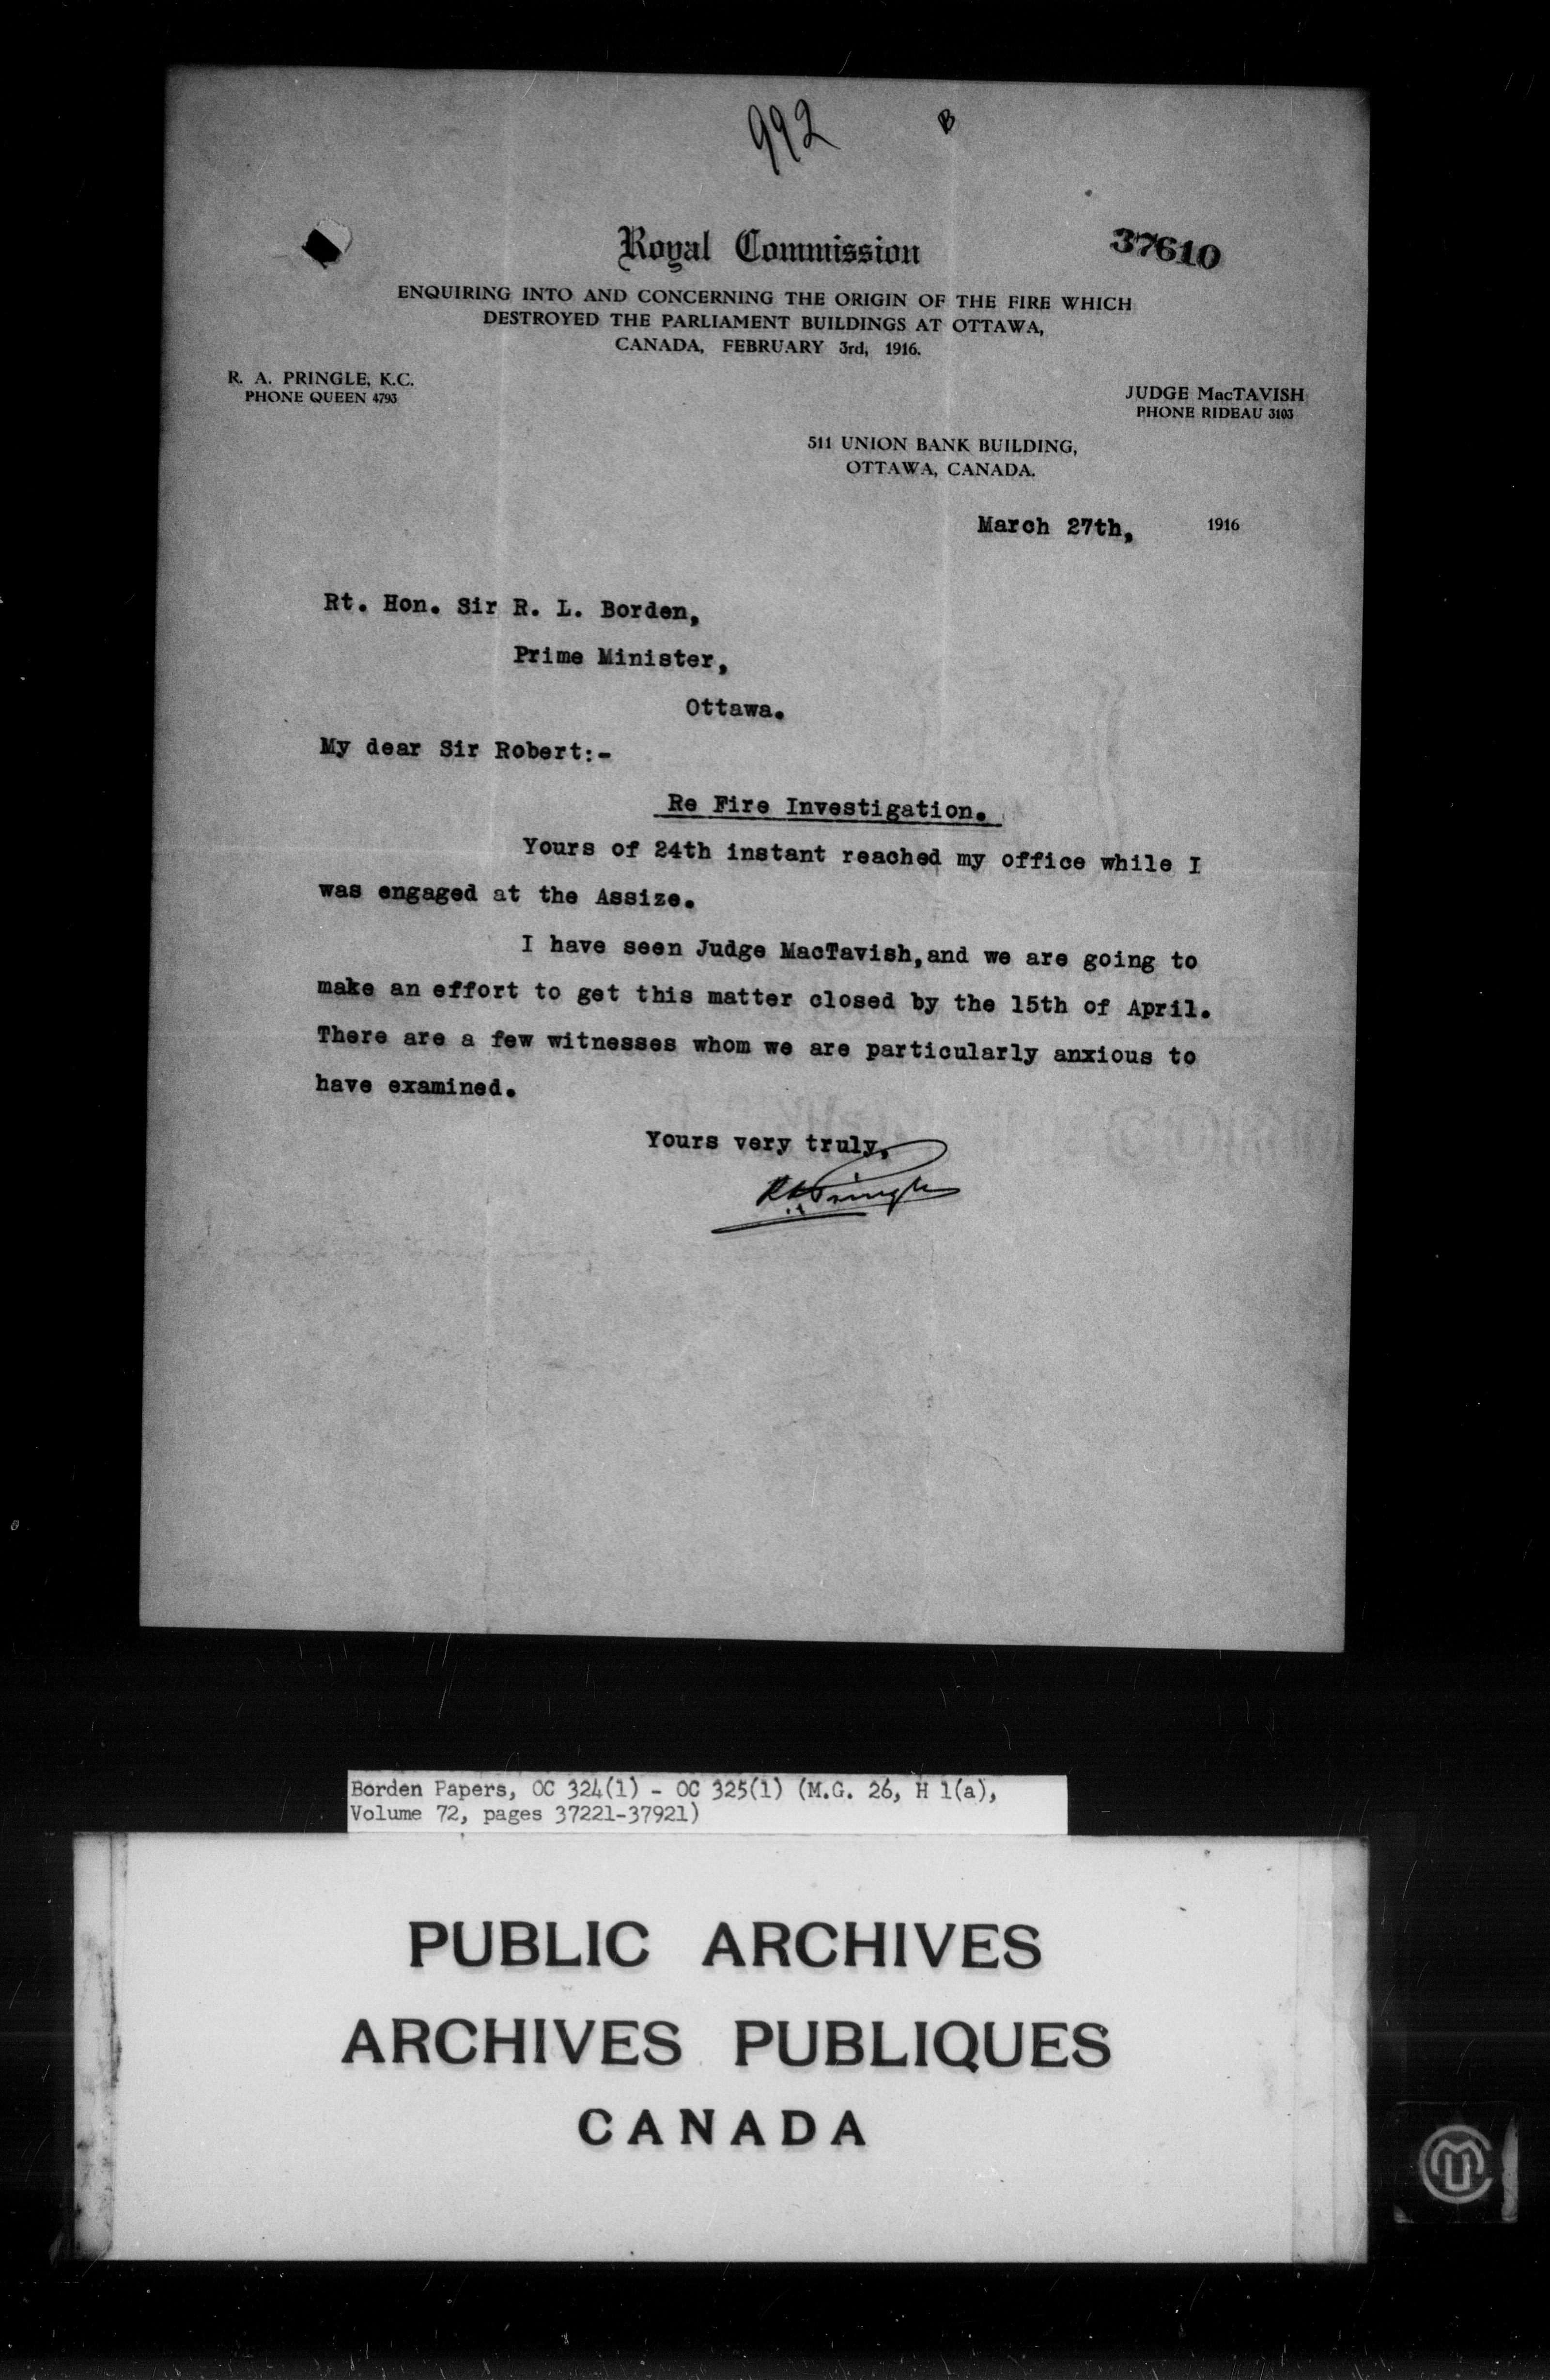 992 B
Royal Commission
37610
ENQUIRING INTO AND CONCERNING THE ORIGIN OF THE FIRE WHICH
DESTROYED THE PARLIAMENT BUILDINGS AT OTTAWA,
CANADA, FEBRUARY 3rd, 1916.
R. A. PRINGLE, K.C.
PHONE QUEEN 4793
JUDGE MacTAVISH
PHONE RIDEAU 3103
511 UNION BANK BUILDING,
OTTAWA, CANADA.
March 27th, 1916
Rt. Hon. Sir R. L. Borden,
Prime Minister,
Ottawa.
My dear Sir Robert:-
Re Fire Investigation.
Yours of 24th instant reached my office while I
was engaged at the Assize.
I have seen Judge MacTavish, and we are going to
make an effort to get this matter closed by the 15th of April.
There are a few witnesses whom we are particularly anxious to
have examined.
Yours very truly,
RAPringle
Borden Papers, OC 324(1) - OC 325(1) (M.G. 26, H 1(a),
Volume 72, pages 37221-37921)
PUBLIC ARCHIVES
ARCHIVES PUBLIQUES
CANADA